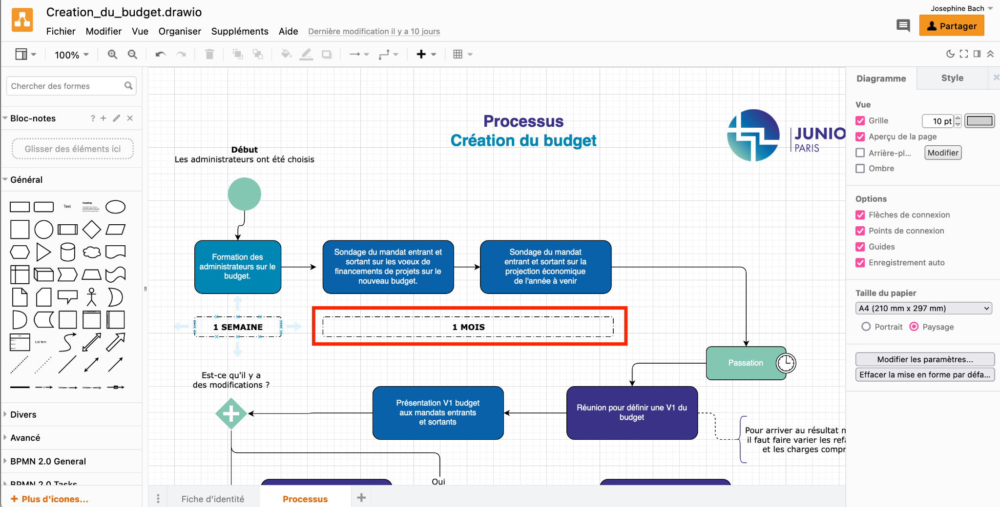 Creation_du_budget.drawio
Josephine Bach
Fichier Modifier Vue Organiser Suppléments Aide Dernière modification il y a 10 jours
Partager
100%
Chercher des formes
Bloc-notes ?
Glisser des éléments ici
Général
Text
Heading
List Item
Divers
Avancé
BPMN 2.0 General
BPMN 2.0 Tasks
+ Plus d'icones...
Processus
Création du budget
JUNIO
PARIS
Début
Les administrateurs ont été choisis
Formation des
administrateurs sur le
budget.
Sondage du mandat entrant et
sortant sur les voeux de
financements de projets sur le
nouveau budget.
Sondage du mandat
entrant et sortant sur la
projection économique
de l'année à venir
1 SEMAINE
1 MOIS
Passation
Est-ce qu'il y a
des modifications ?
Présentation V1 budget
aux mandats entrants
et sortants
Réunion pour définir une V1 du
budget
Pour arriver au résultat n
il faut faire varier les refa
et les charges compr
Oui
Fiche d'identité
Processus
Diagramme
Style
Vue
Grille
10 pt
Aperçu de la page
Arrière-pl...
Modifier
Ombre
Options
Flèches de connexion
Points de connexion
Guides
Enregistrement auto
Taille du papier
A4 (210 mm x 297 mm)
Portrait
Paysage
Modifier les paramètres...
Effacer la mise en forme par défa...